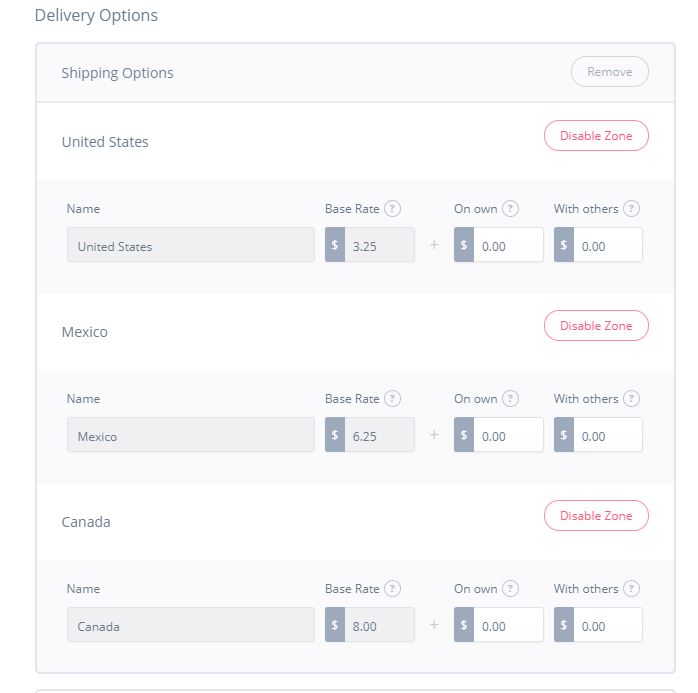 Delivery Options
Shipping Options Remove
United States Disable Zone
Name Base Rate ? On own ? With others ?
United States $ 3.25 + $ 0.00 $ 0.00
Mexico Disable Zone
Name Base Rate ? On own ? With others ?
Mexico $ 6.25 + $ 0.00 $ 0.00
Canada Disable Zone
Name Base Rate ? On own ? With others ?
Canada $ 8.00 + $ 0.00 $ 0.00